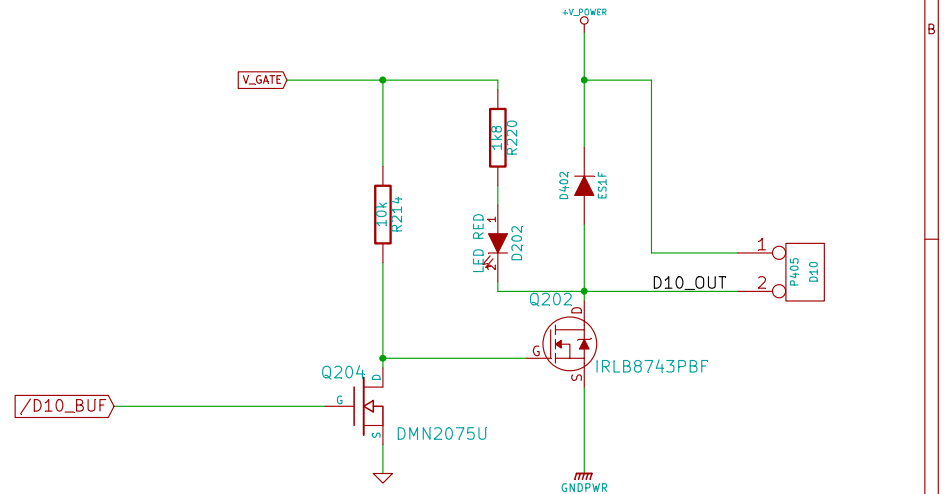 +V_POWER
B
V_GATE
1k8
R220
10k
R214
D402
ES1F
LED RED
1
D202
2
1
2
P405
D10
D10_OUT
Q202
D
G
S
IRLB8743PBF
Q204
D
G
S
/D10_BUF
DMN2075U
GNDPWR